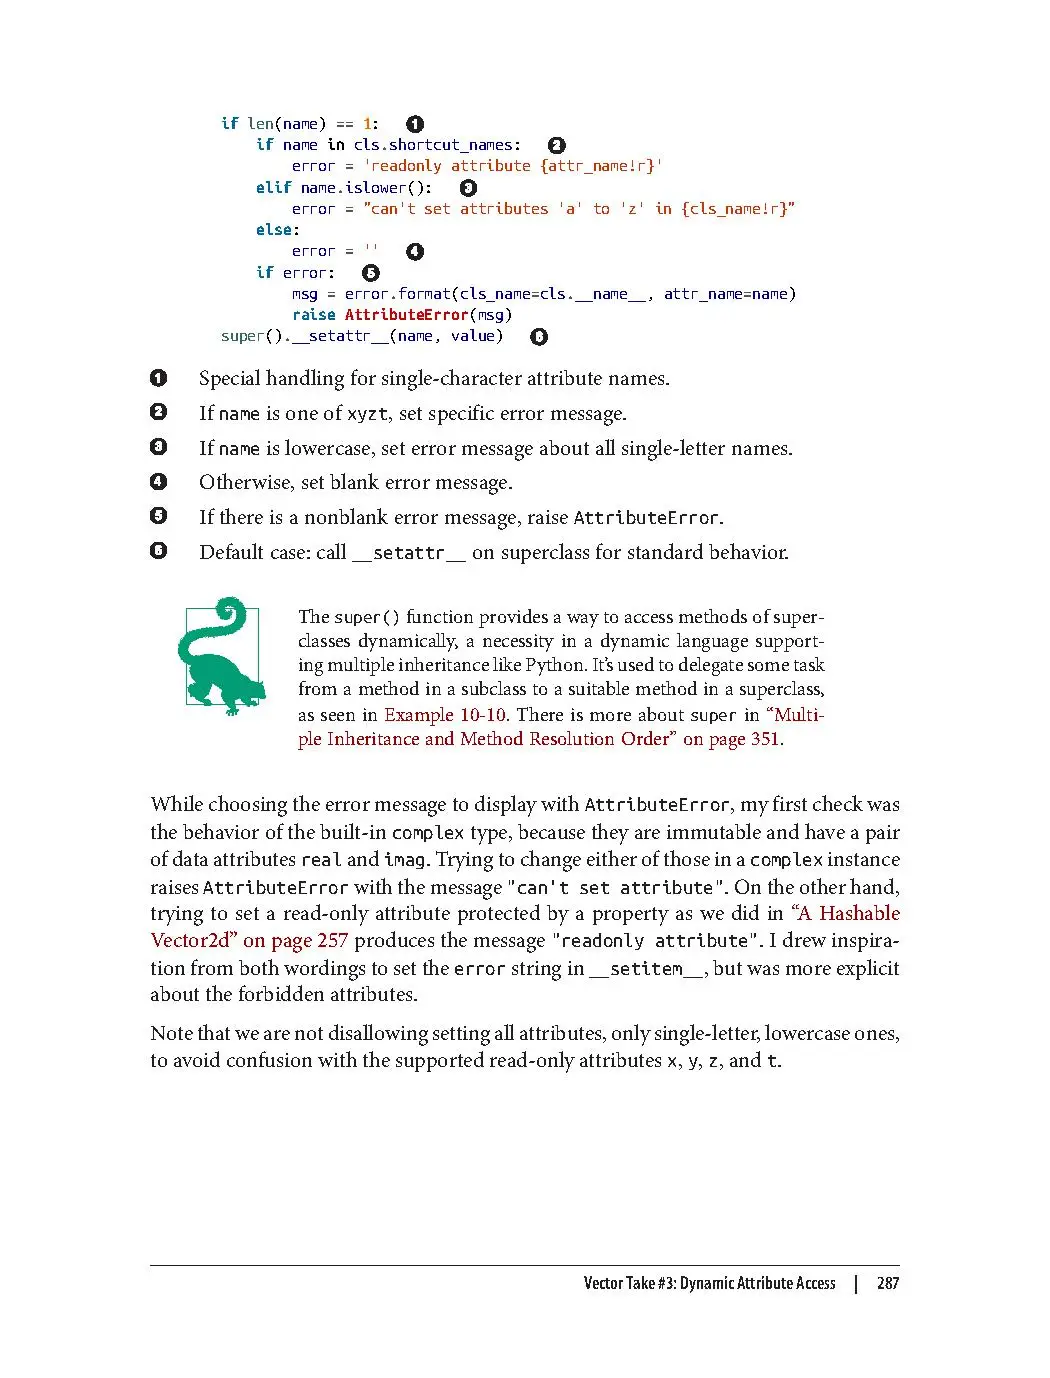 if len(name) == 1: ❶
if name in cls.shortcut_names: ❷
error = 'readonly attribute {attr_name!r}'
elif name.islower(): ❸
error = "can't set attributes 'a' to 'z' in {cls_name!r}"
else:
error = '' ❹
if error: ❺
msg = error.format(cls_name=cls.__name__, attr_name=name)
raise AttributeError(msg)
super().__setattr__(name, value) ❻
❶ Special handling for single-character attribute names.
❷ If name is one of xyzt, set specific error message.
❸ If name is lowercase, set error message about all single-letter names.
❹ Otherwise, set blank error message.
❺ If there is a nonblank error message, raise AttributeError.
❻ Default case: call __setattr__ on superclass for standard behavior.
The super() function provides a way to access methods of super-
classes dynamically, a necessity in a dynamic language support-
ing multiple inheritance like Python. It's used to delegate some task
from a method in a subclass to a suitable method in a superclass,
as seen in Example 10-10. There is more about super in “Multi-
ple Inheritance and Method Resolution Order” on page 351.
While choosing the error message to display with AttributeError, my first check was
the behavior of the built-in complex type, because they are immutable and have a pair
of data attributes real and imag. Trying to change either of those in a complex instance
raises AttributeError with the message "can't set attribute". On the other hand,
trying to set a read-only attribute protected by a property as we did in “A Hashable
Vector2d” on page 257 produces the message "readonly attribute". I drew inspira-
tion from both wordings to set the error string in __setitem__, but was more explicit
about the forbidden attributes.
Note that we are not disallowing setting all attributes, only single-letter, lowercase ones,
to avoid confusion with the supported read-only attributes x, y, z, and t.
Vector Take #3: Dynamic Attribute Access | 287